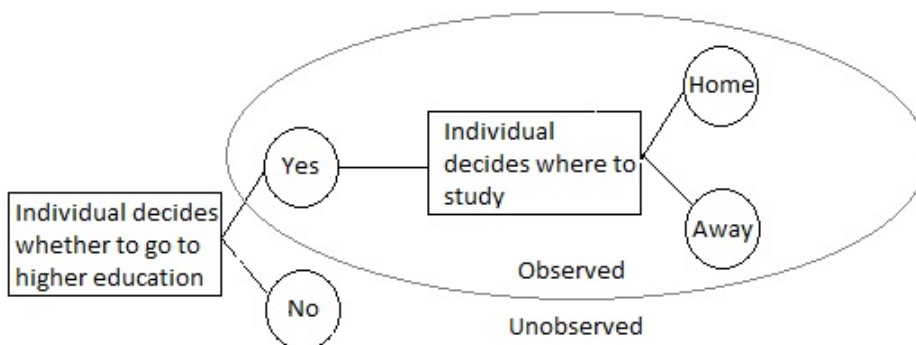 Individual decides
whether to go to
higher education
Yes
No
Individual
decides where to
study
Home
Away
Observed
Unobserved